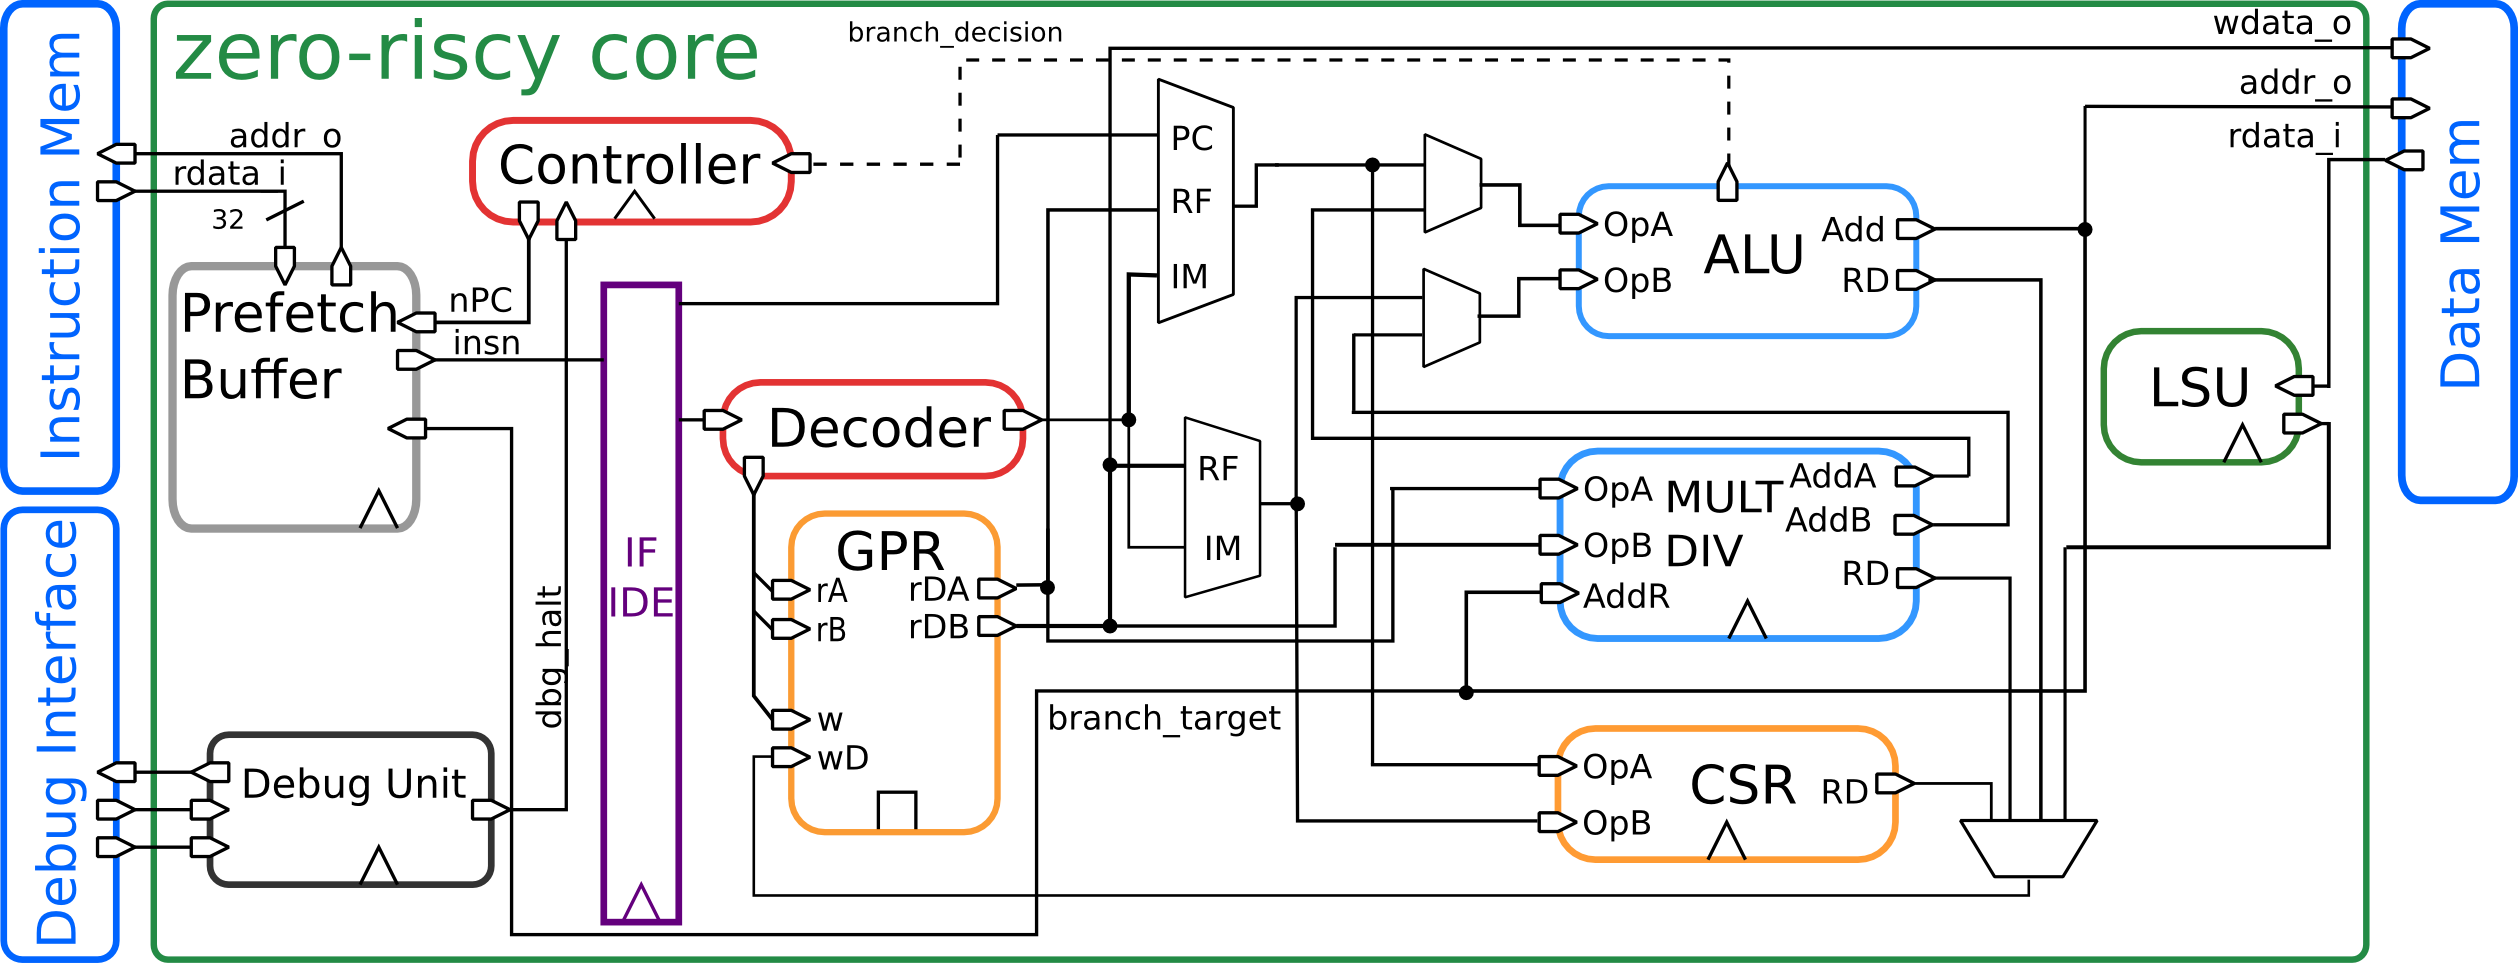 zero-riscy core
branch_decision
wdata_o
addr_o
rdata_i
Instruction Mem
Data Mem
addr_o
rdata_i
32
Controller
PC
RF
IM
OpA
OpB
ALU
Add
RD
Prefetch
Buffer
nPC
insn
LSU
Decoder
RF
IM
OpA
OpB
AddR
MULT
DIV
AddA
AddB
RD
IF
IDE
GPR
rA
rB
rDA
rDB
w
wD
dbg_halt
Debug Interface
Debug Unit
branch_target
OpA
OpB
CSR
RD